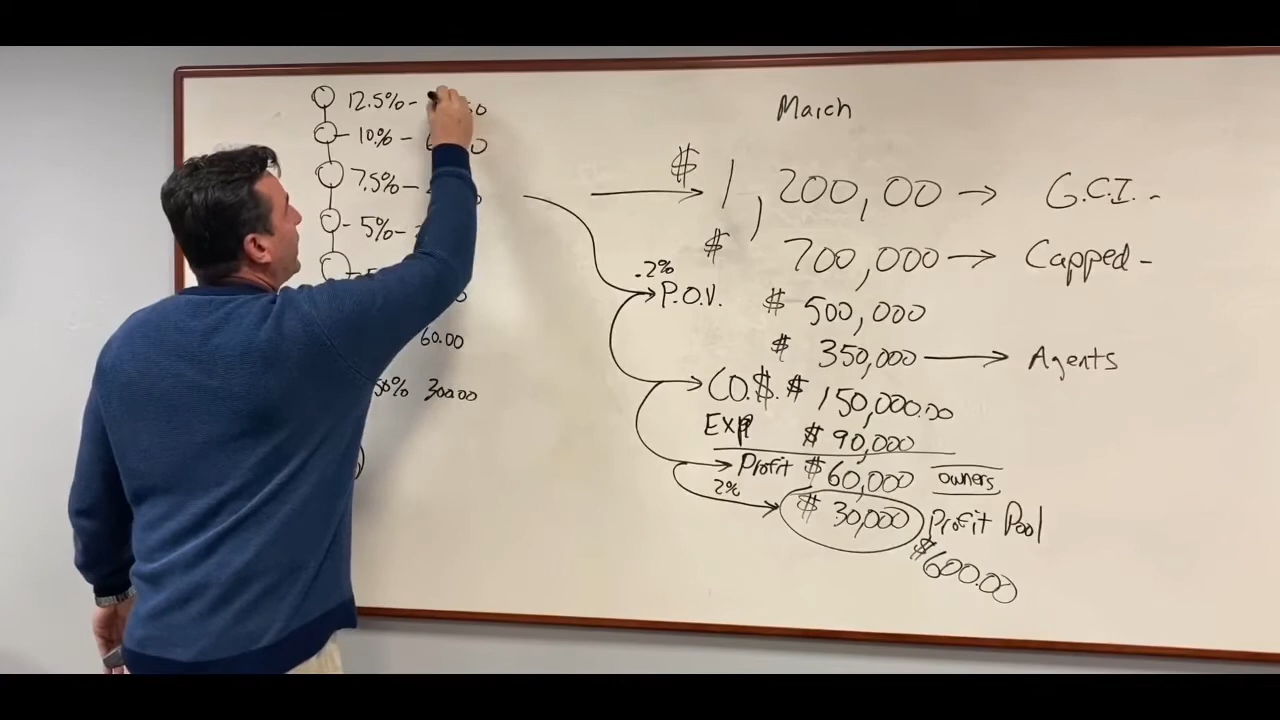 12.5% -
10% -
7.5% -
5% -
60.00
50% 300.00
March
$ 1,200,00 → G.C.I. -
$ 700,000 → Capped -
.2%
P.O.V. $ 500,000
$ 350,000 → Agents
CO.$. $ 150,000.00
EXP $ 90,000
Profit $ 60,000 owners
2%
$ 30,000 Profit Pool
$600.00